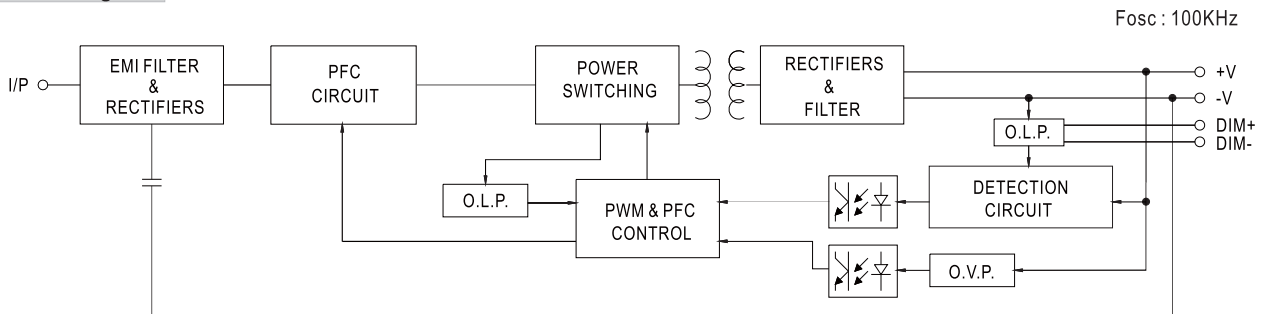 Fosc : 100KHz
I/P
EMI FILTER
&
RECTIFIERS
PFC
CIRCUIT
POWER
SWITCHING
RECTIFIERS
&
FILTER
+V
-V
DIM+
DIM-
O.L.P.
O.L.P.
PWM & PFC
CONTROL
DETECTION
CIRCUIT
O.V.P.